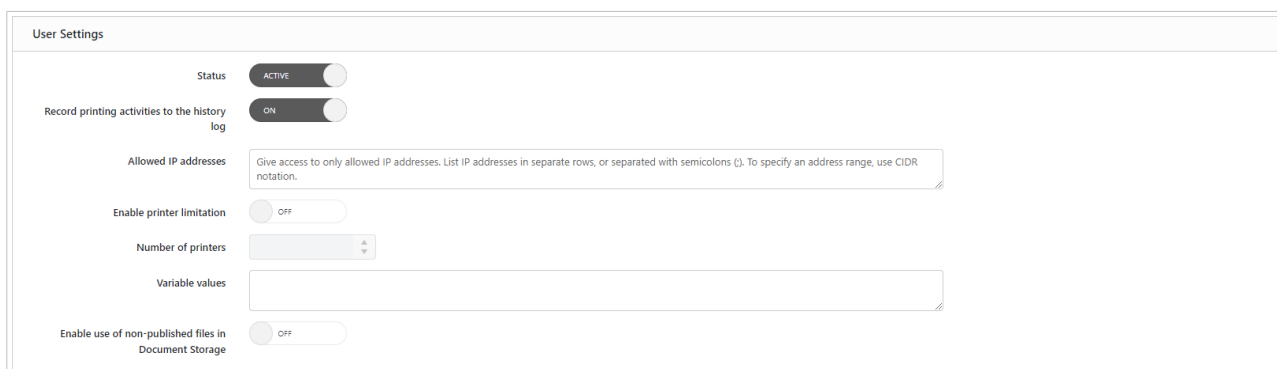 User Settings
Status
ACTIVE
Record printing activities to the history
log
ON
Allowed IP addresses
Give access to only allowed IP addresses. List IP addresses in separate rows, or separated with semicolons (;). To specify an address range, use CIDR
notation.
Enable printer limitation
OFF
Number of printers
Variable values
Enable use of non-published files in
Document Storage
OFF